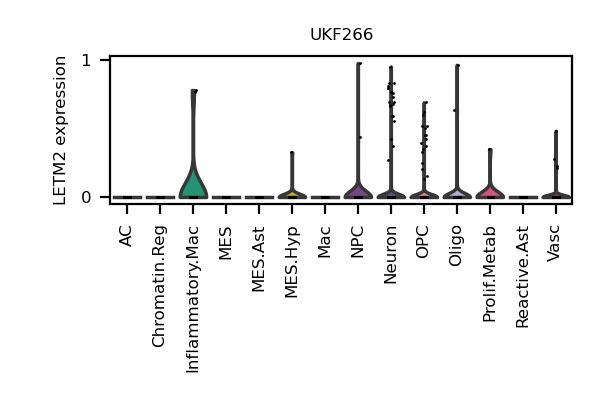 UKF266
LETM2 expression
1
0
AC
Chromatin.Reg
Inflammatory.Mac
MES
MES.Ast
MES.Hyp
Mac
NPC
Neuron
OPC
Oligo
Prolif.Metab
Reactive.Ast
Vasc